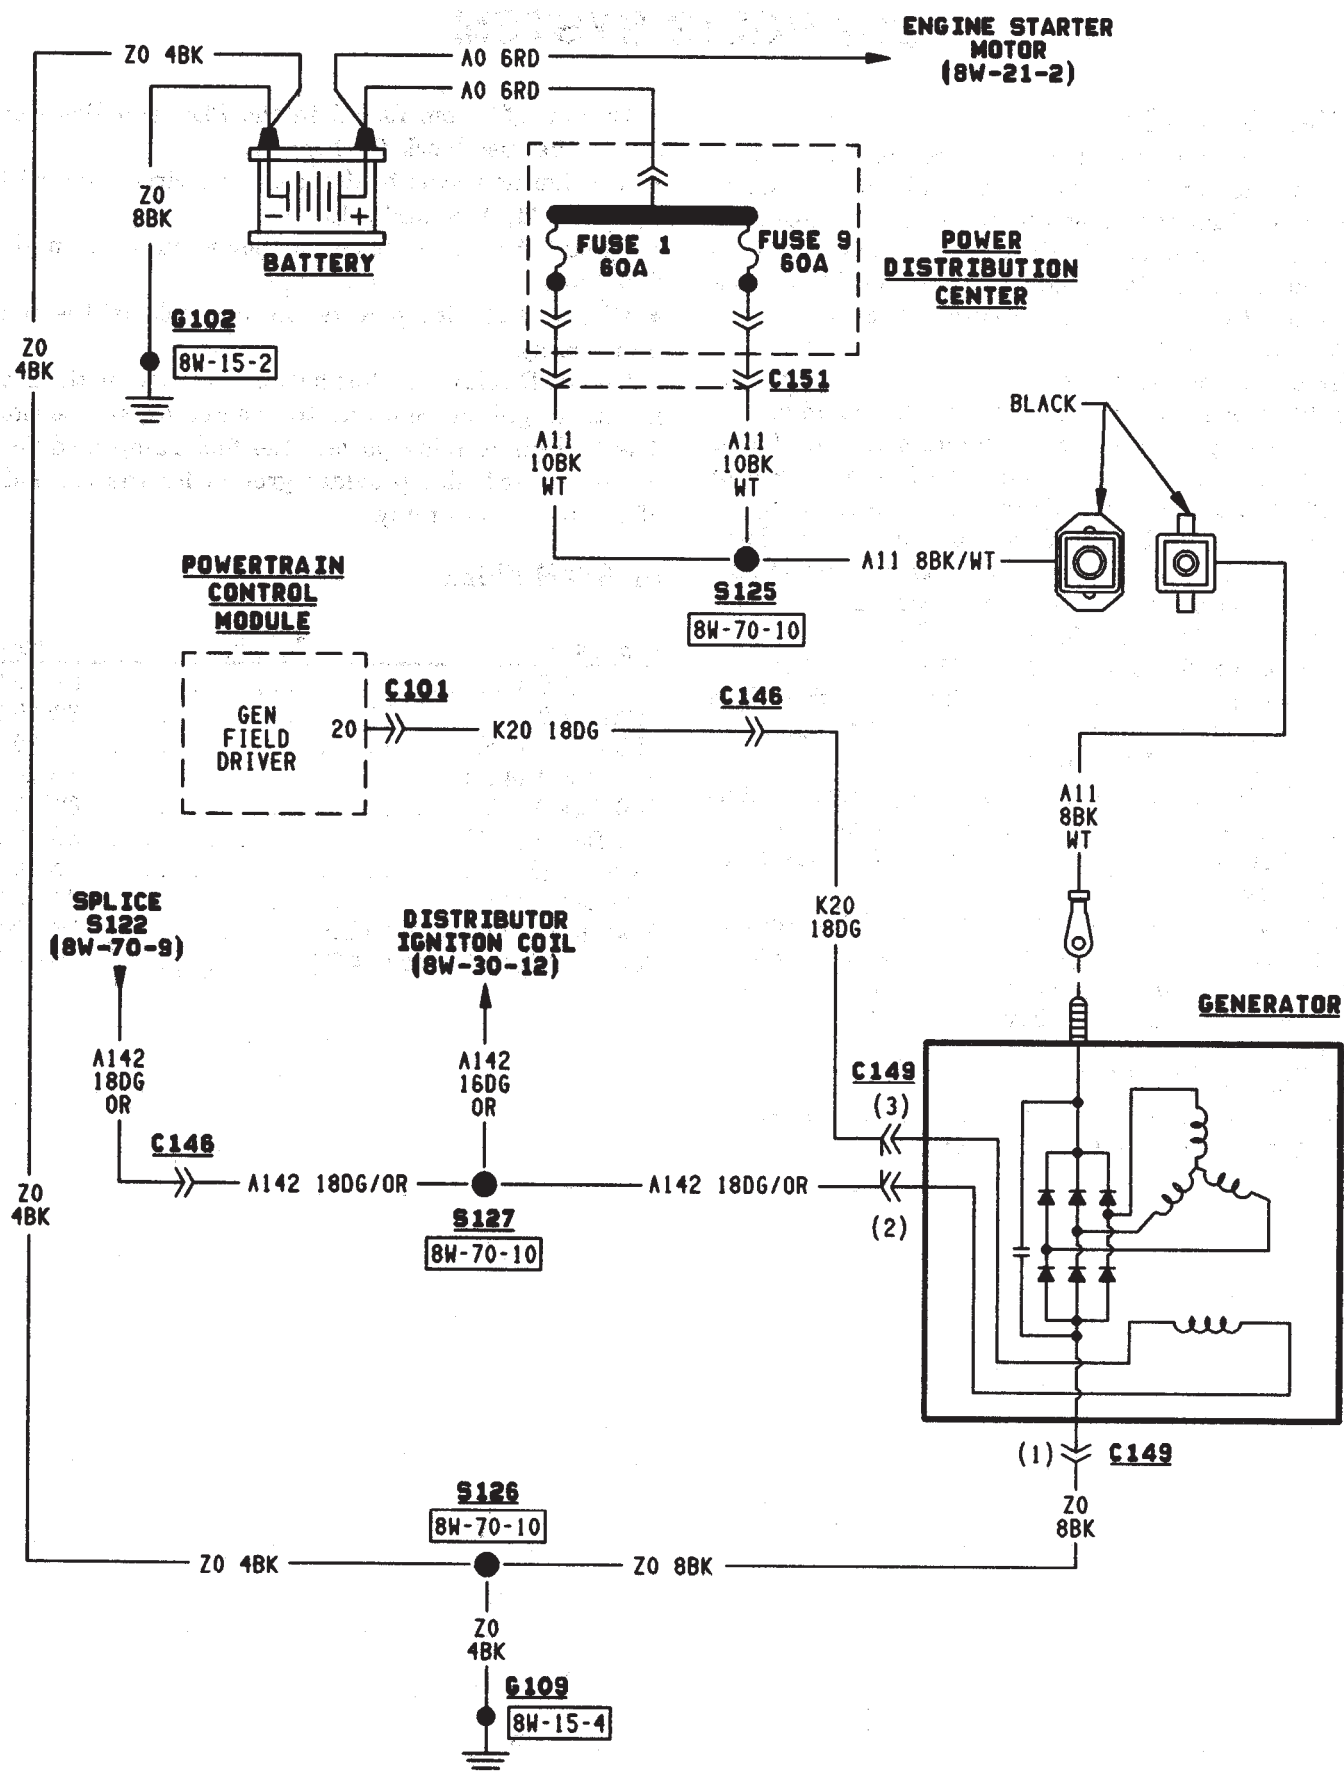 ENGINE STARTER
MOTOR
(8W-21-2)
Z0 4BK
A0 6RD
A0 6RD
Z0
8BK
- +
BATTERY
FUSE 1
60A
FUSE 9
60A
POWER
DISTRIBUTION
CENTER
G102
8W-15-2
Z0
4BK
C151
BLACK
A11
10BK
WT
A11
10BK
WT
A11 8BK/WT
S125
8W-70-10
POWERTRAIN
CONTROL
MODULE
C101
C146
GEN
FIELD
DRIVER
20
K20 18DG
A11
8BK
WT
K20
18DG
SPLICE
S122
(8W-70-9)
DISTRIBUTOR
IGNITON COIL
(8W-30-12)
GENERATOR
A142
18DG
OR
A142
16DG
OR
C149
(3)
C146
A142 18DG/OR
A142 18DG/OR
Z0
4BK
S127
8W-70-10
(2)
(1)
C149
S126
8W-70-10
Z0
8BK
Z0 4BK
Z0 8BK
Z0
4BK
G109
8W-15-4